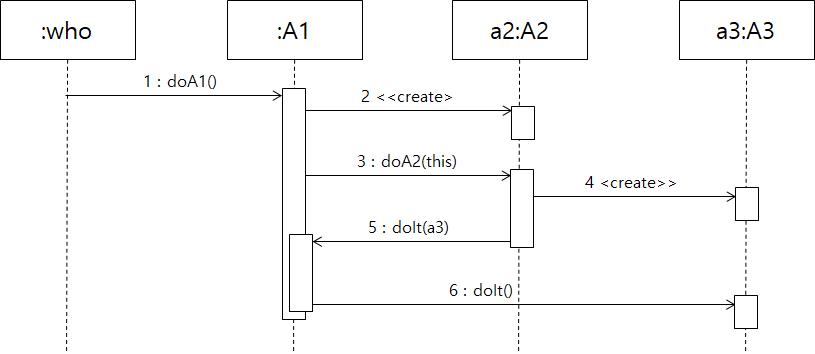 :who
:A1
a2:A2
a3:A3
1 : doA1()
2 <<create>
3 : doA2(this)
4 <create>>
5 : doIt(a3)
6 : doIt()